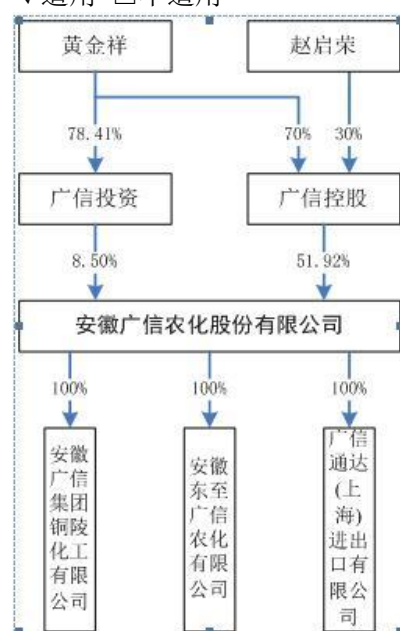 黄金祥
赵启荣
78.41%
70%
30%
广信投资
广信控股
8.50%
51.92%
安徽广信农化股份有限公司
100%
100%
100%
安徽
广信
集团
铜陵
化工
有限
公司
安徽
东至
广信
农化
有限
公司
广信
通达
(上
海)
进出
口有
限公
司